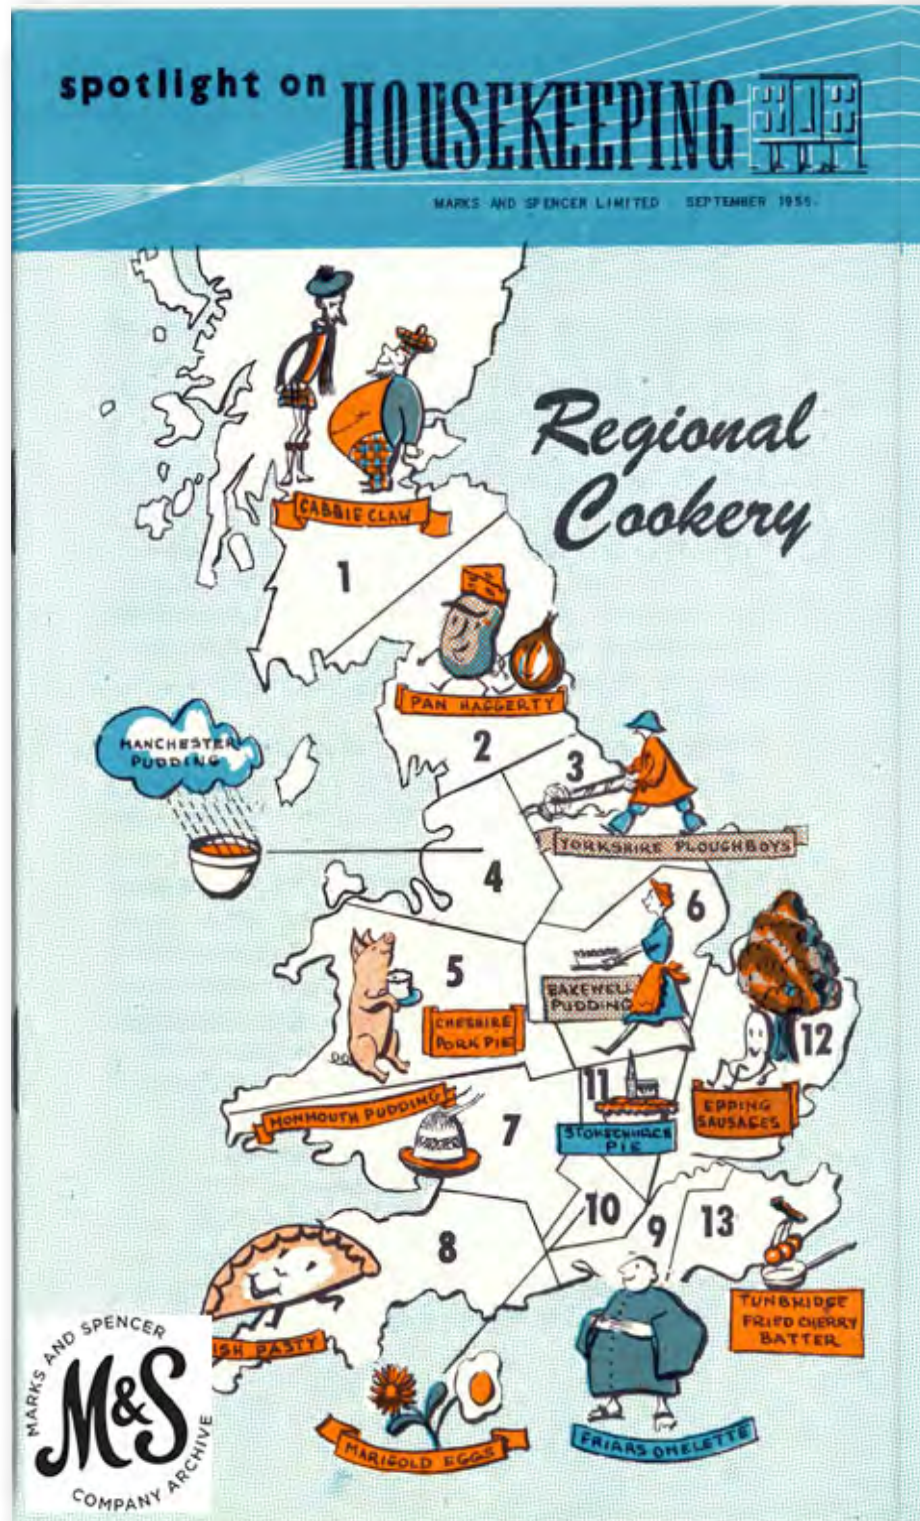 spotlight on HOUSEKEEPING
MARKS AND SPENCER LIMITED SEPTEMBER 1955.
Regional
Cookery
CABBIE CLAW
1
PAN HAGGERTY
2
MANCHESTER
PUDDING
3
YORKSHIRE PLOUGHBOYS
4
6
5
BAKEWELL
PUDDING
CHESHIRE
PORK PIE
12
11
EPPING
SAUSAGES
MONMOUTH PUDDING
7
STOKECHURCH
PIE
10
9
13
8
TUNBRIDGE
FRIED CHERRY
BATTER
ISH PASTY
MARIGOLD EGGS
FRIARS OMELETTE
MARKS AND SPENCER
M&S
COMPANY ARCHIVE